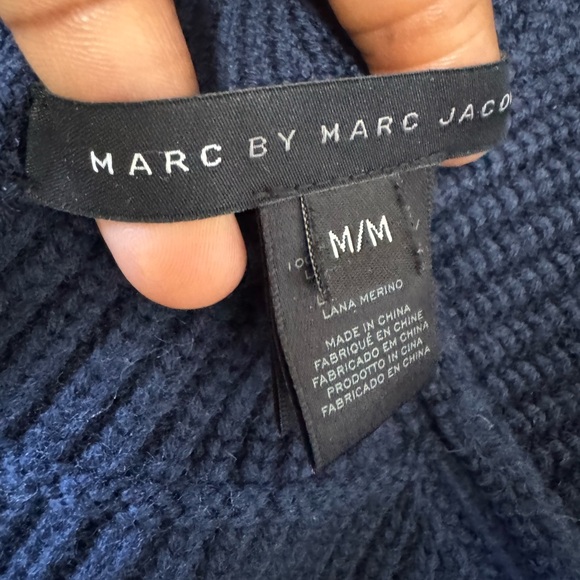 MARC BY MARC JACO
M/M
LANA MERINO
MADE IN CHINA
FABRIQUÉ EN CHINE
FABRICADO EM CHINA
PRODOTTO IN CINA
FABRICADO EN CHINA